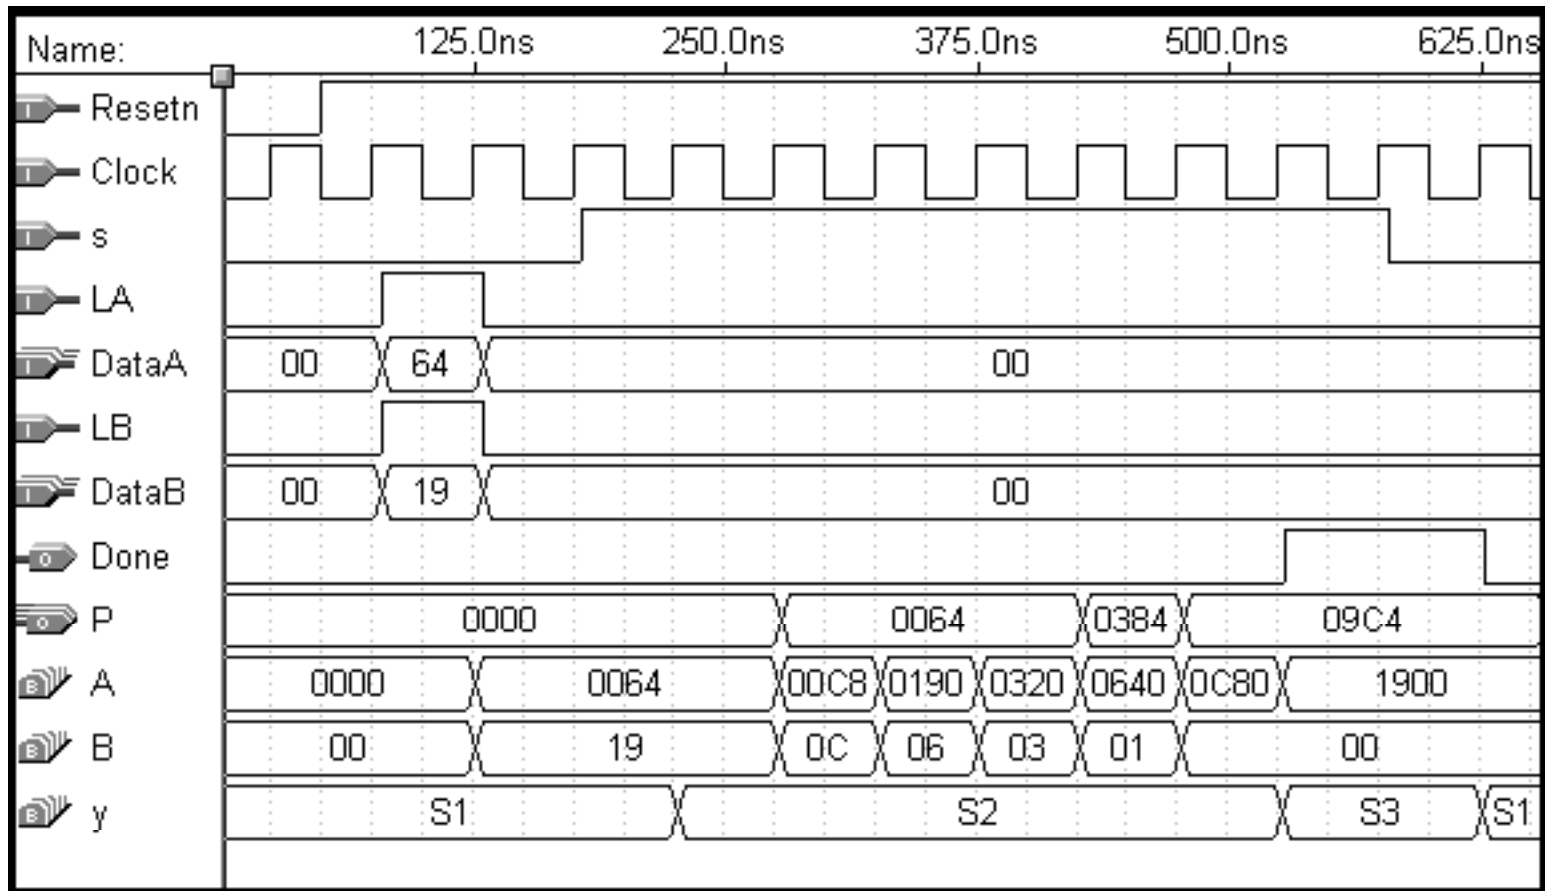 Name: 125.0ns 250.0ns 375.0ns 500.0ns 625.0ns
I Resetn
I Clock
I s
I LA
I DataA 00 64 00
I LB
I DataB 00 19 00
O Done
O P 0000 0064 0384 09C4
B A 0000 0064 00C8 0190 0320 0640 0C80 1900
B B 00 19 0C 06 03 01 00
B y S1 S2 S3 S1